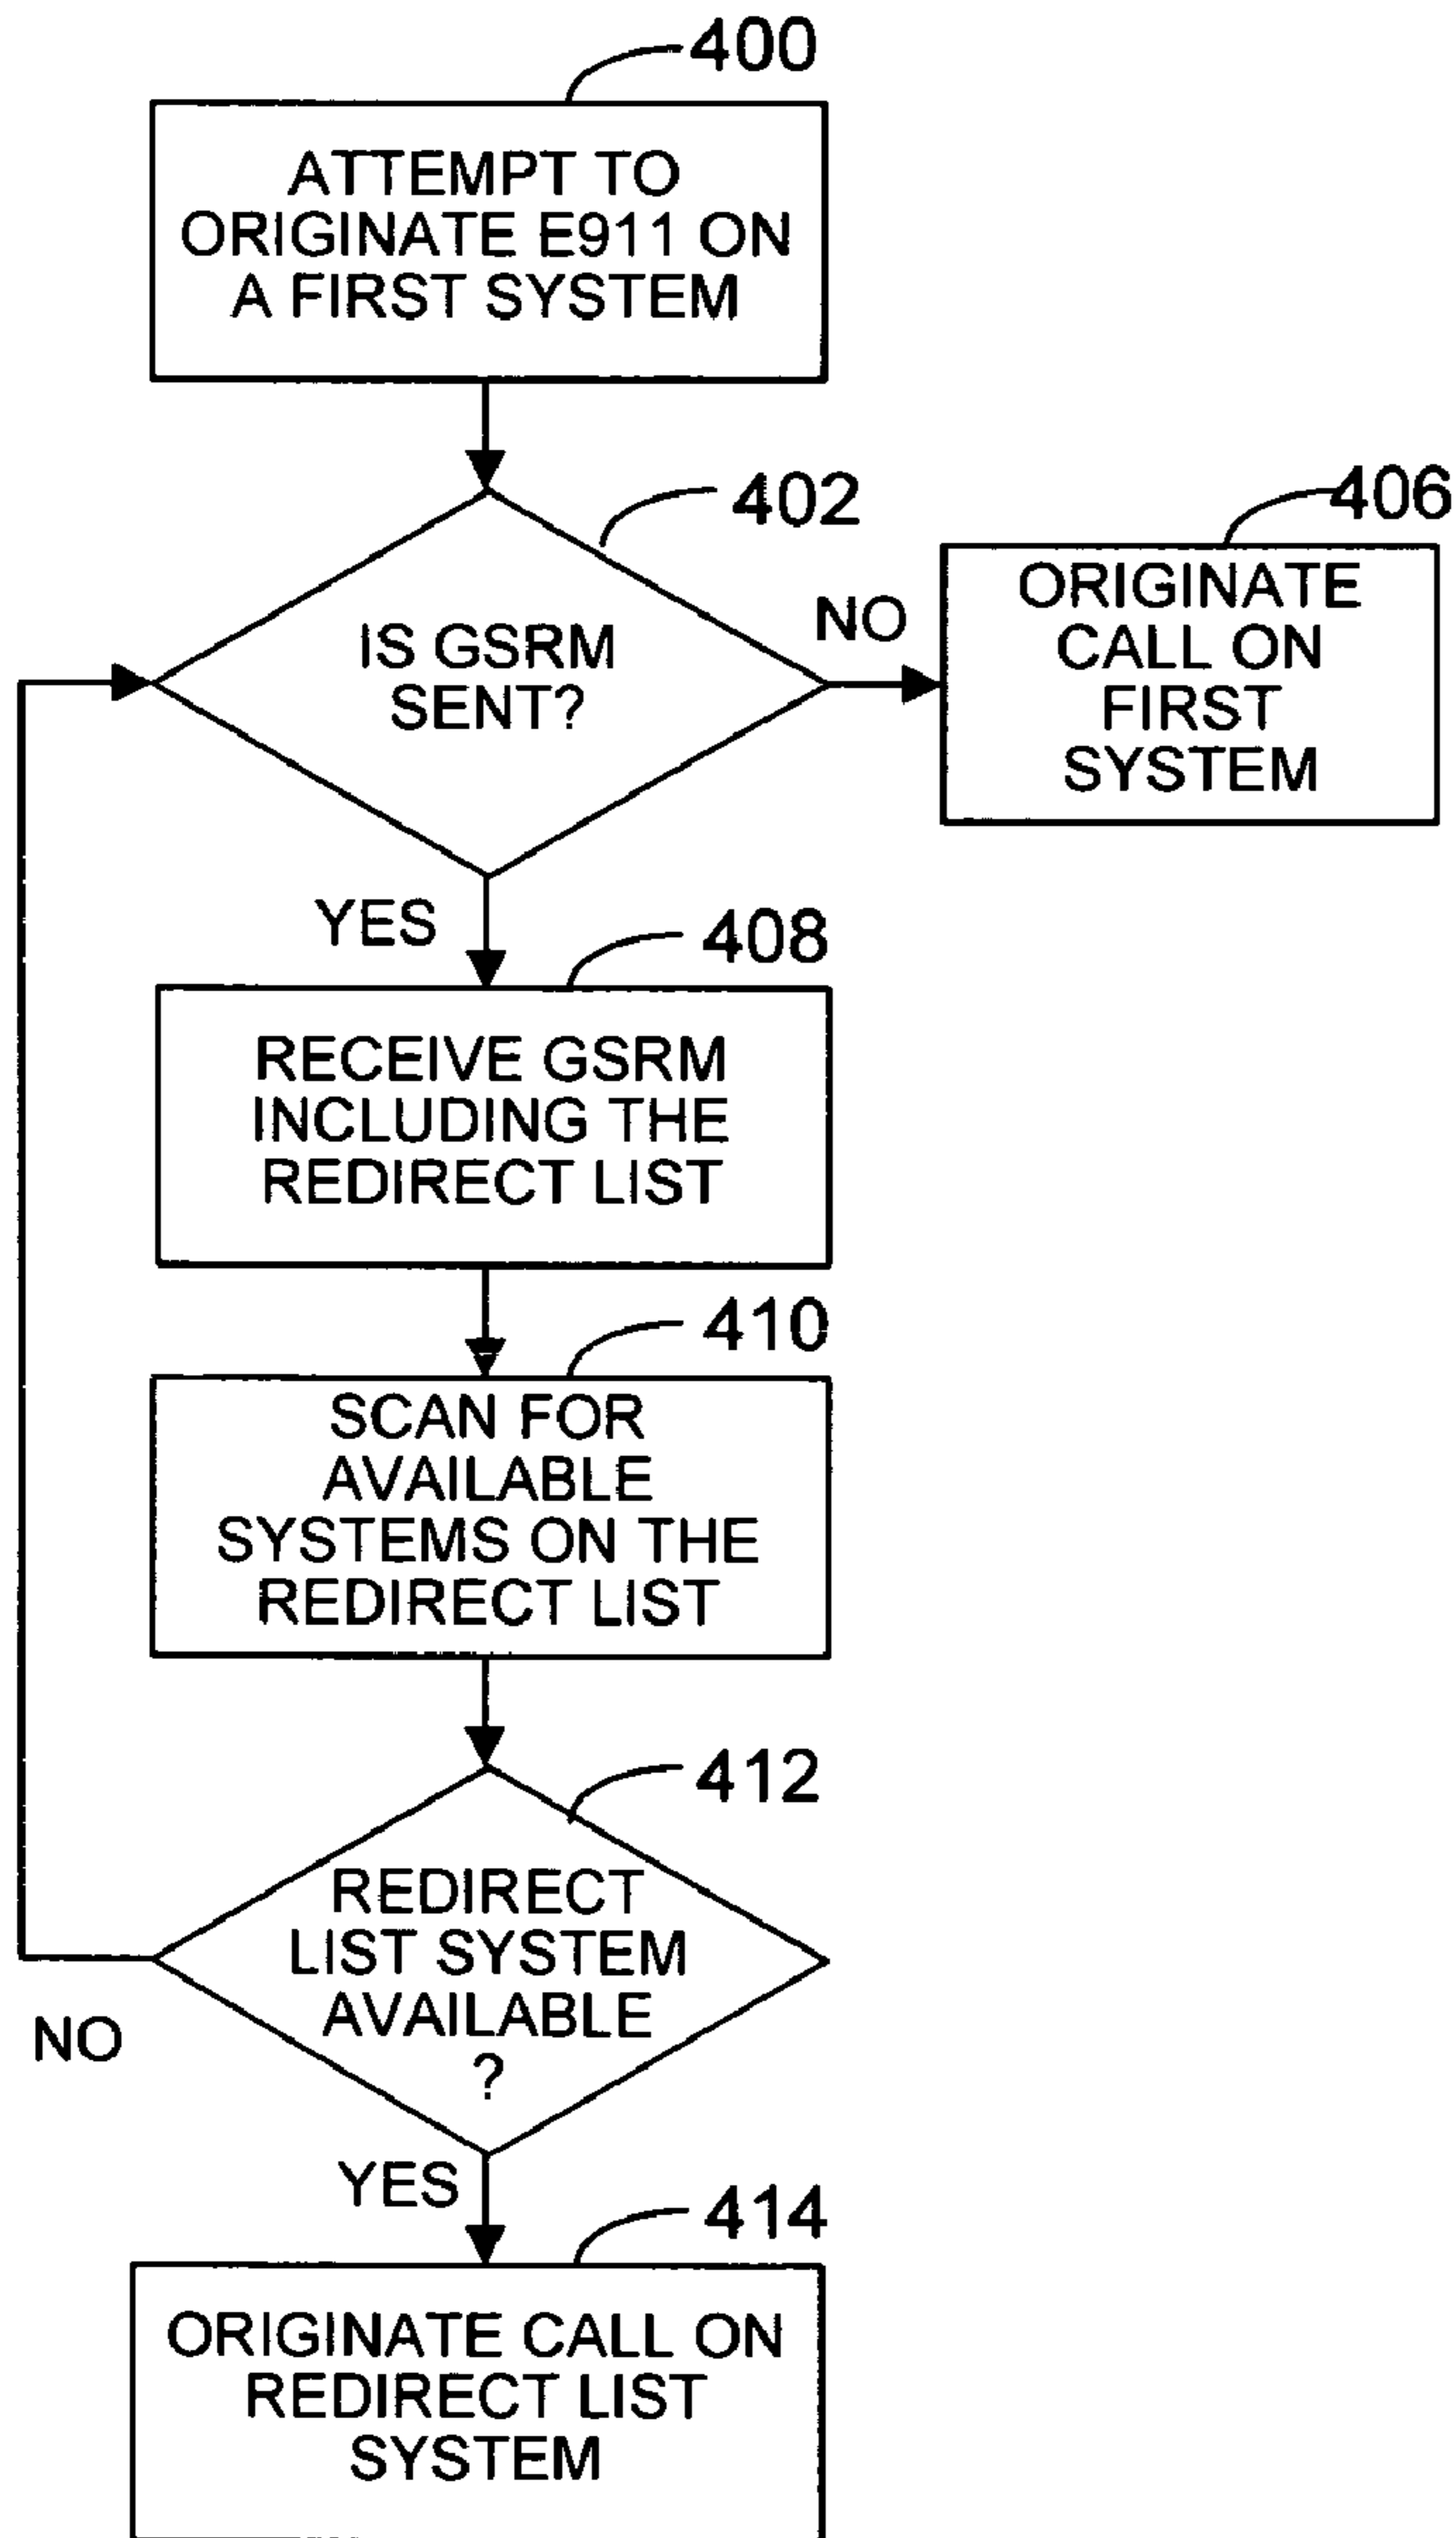 400
ATTEMPT TO
ORIGINATE E911 ON
A FIRST SYSTEM
402
IS GSRM
SENT?
NO
406
ORIGINATE
CALL ON
FIRST
SYSTEM
YES
408
RECEIVE GSRM
INCLUDING THE
REDIRECT LIST
410
SCAN FOR
AVAILABLE
SYSTEMS ON THE
REDIRECT LIST
412
REDIRECT
LIST SYSTEM
AVAILABLE
?
NO
YES
414
ORIGINATE CALL ON
REDIRECT LIST
SYSTEM